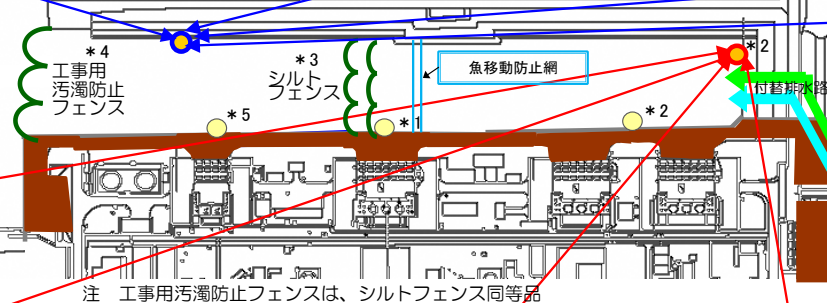 *4
工事用
汚濁防止
フェンス
*3
シルト
フェンス
魚移動防止網
*2
付替排水路
*5
*1
*2
注　工事用汚濁防止フェンスは、シルトフェンス同等品